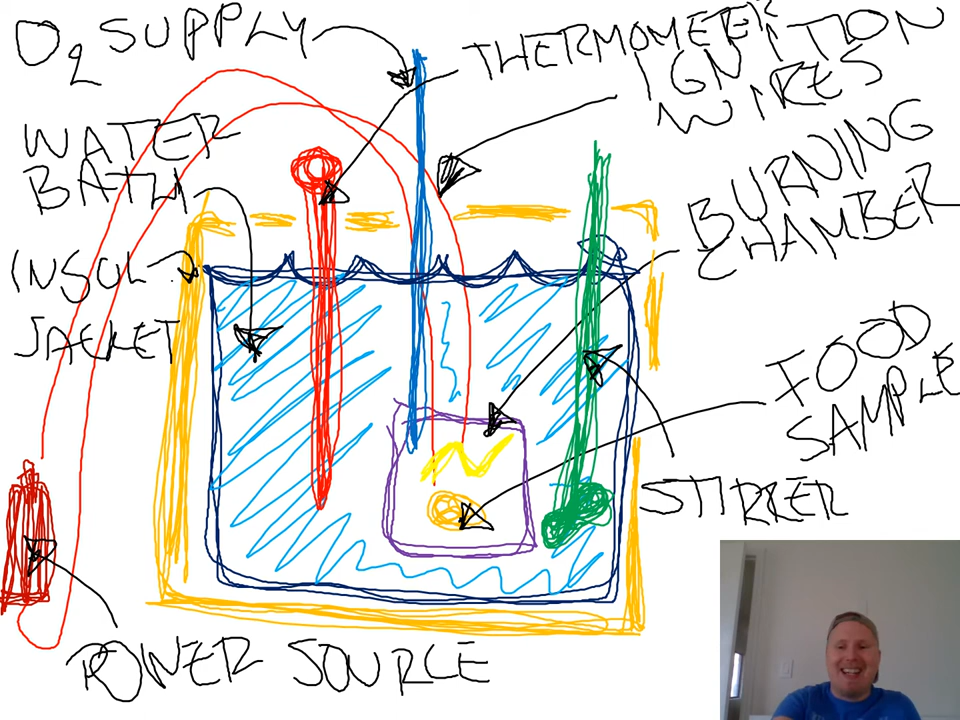 O2 SUPPLY
THERMOMETER
IGNITION
WIRES
WATER
BATH
BURNING
CHAMBER
INSUL.
JACKET
FOOD
SAMPLE
STIRRER
POWER SOURCE